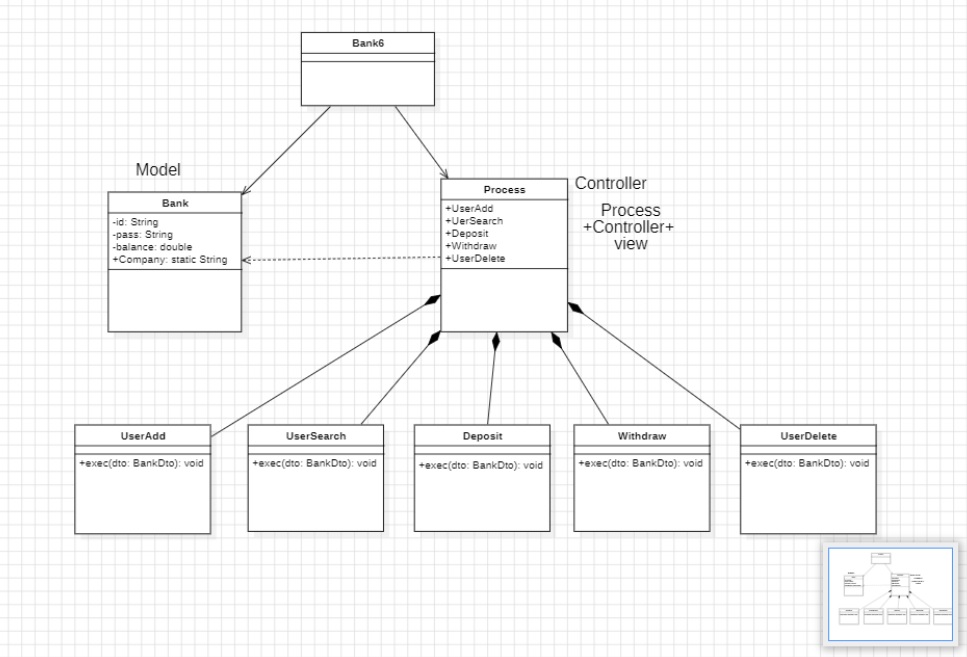 Bank6
Model
Bank
-id: String
-pass: String
-balance: double
+Company: static String
Process
+UserAdd
+UerSearch
+Deposit
+Withdraw
+UserDelete
Controller
Process
+Controller+
view
UserAdd
+exec(dto: BankDto): void
UserSearch
+exec(dto: BankDto): void
Deposit
+exec(dto: BankDto): void
Withdraw
+exec(dto: BankDto): void
UserDelete
+exec(dto: BankDto): void